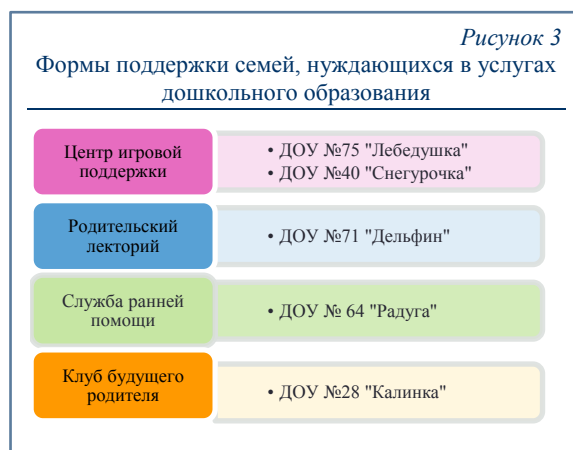 Рисунок 3
Формы поддержки семей, нуждающихся в услугах
дошкольного образования
Центр игровой
поддержки
• ДОУ №75 "Лебедушка"
• ДОУ №40 "Снегурочка"
Родительский
лекторий
• ДОУ №71 "Дельфин"
Служба ранней
помощи
• ДОУ № 64 "Радуга"
Клуб будущего
родителя
• ДОУ №28 "Калинка"